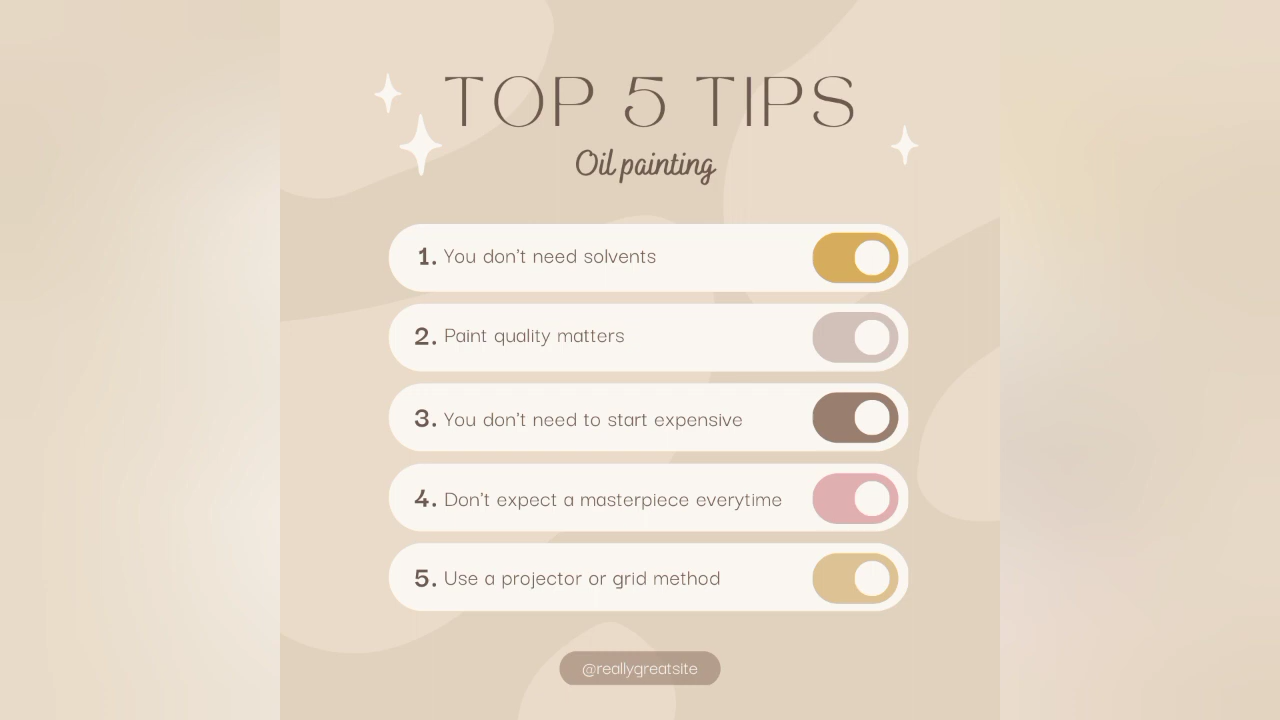 TOP 5 TIPS
Oil painting
1. You don't need solvents
2. Paint quality matters
3. You don't need to start expensive
4. Don't expect a masterpiece everytime
5. Use a projector or grid method
@reallygreatsite